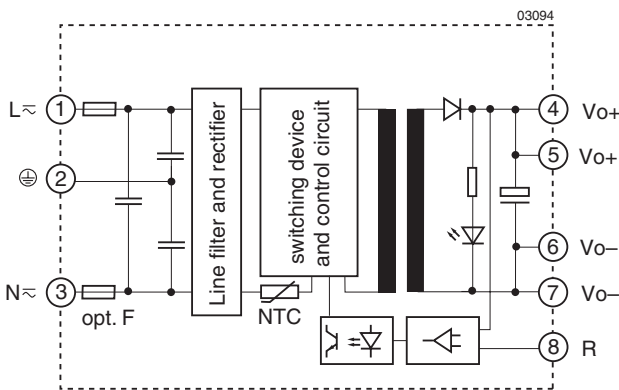 03094
L≂ 1
4 Vo+
5 Vo+
2
6 Vo–
N≂ 3
7 Vo–
8 R
opt. F
Line filter and rectifier
switching device
and control circuit
NTC